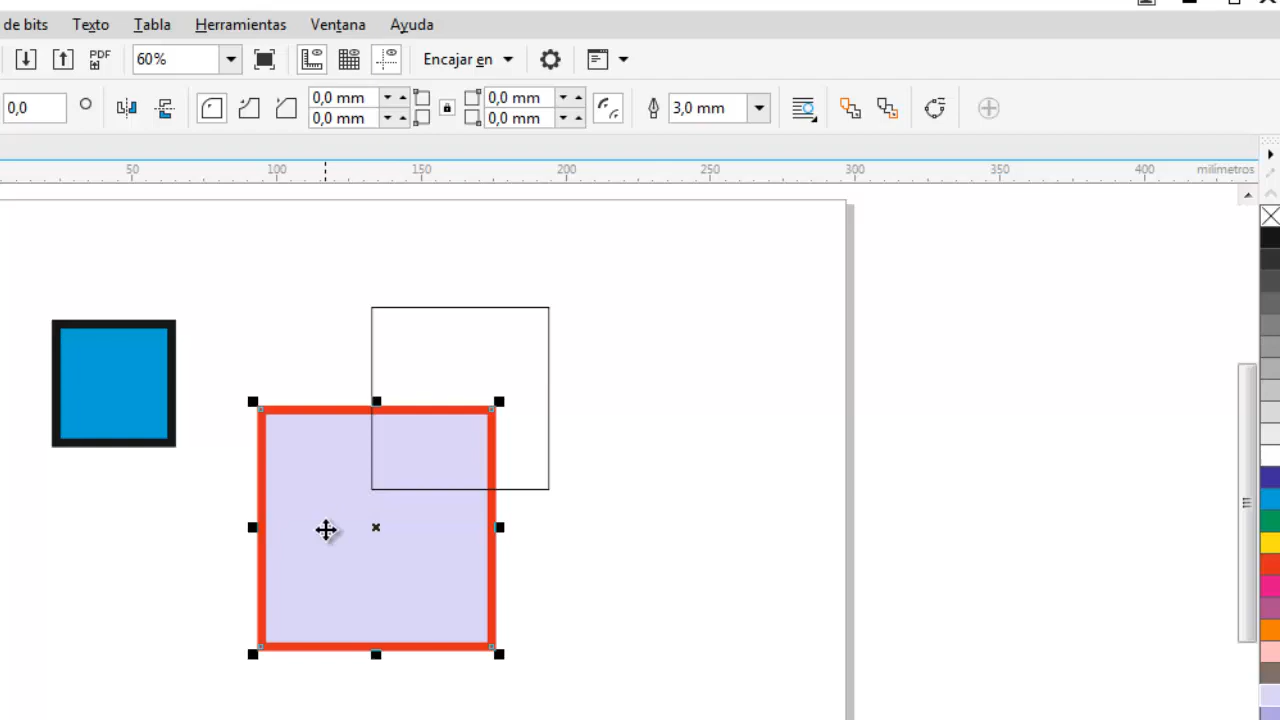 de bits Texto Tabla Herramientas Ventana Ayuda
PDF 60% Encajar en
0,0 0,0 mm 0,0 mm 3,0 mm
0,0 mm 0,0 mm
50 100 150 200 250 300 350 400 milímetros